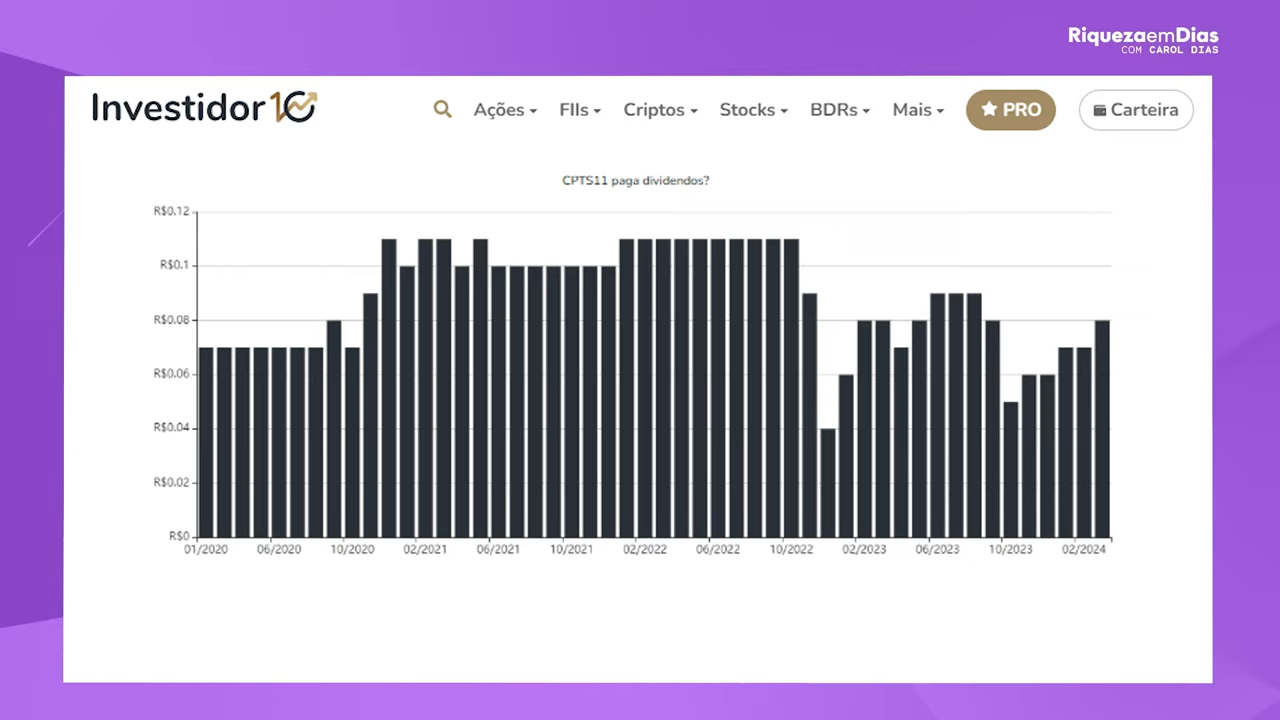 RiquezaemDias
COM CAROL DIAS
Investidor10
Ações
FIIs
Criptos
Stocks
BDRs
Mais
PRO
Carteira
CPTS11 paga dividendos?
R$0.12
R$0.1
R$0.08
R$0.06
R$0.04
R$0.02
R$0
01/2020 06/2020 10/2020 02/2021 06/2021 10/2021 02/2022 06/2022 10/2022 02/2023 06/2023 10/2023 02/2024